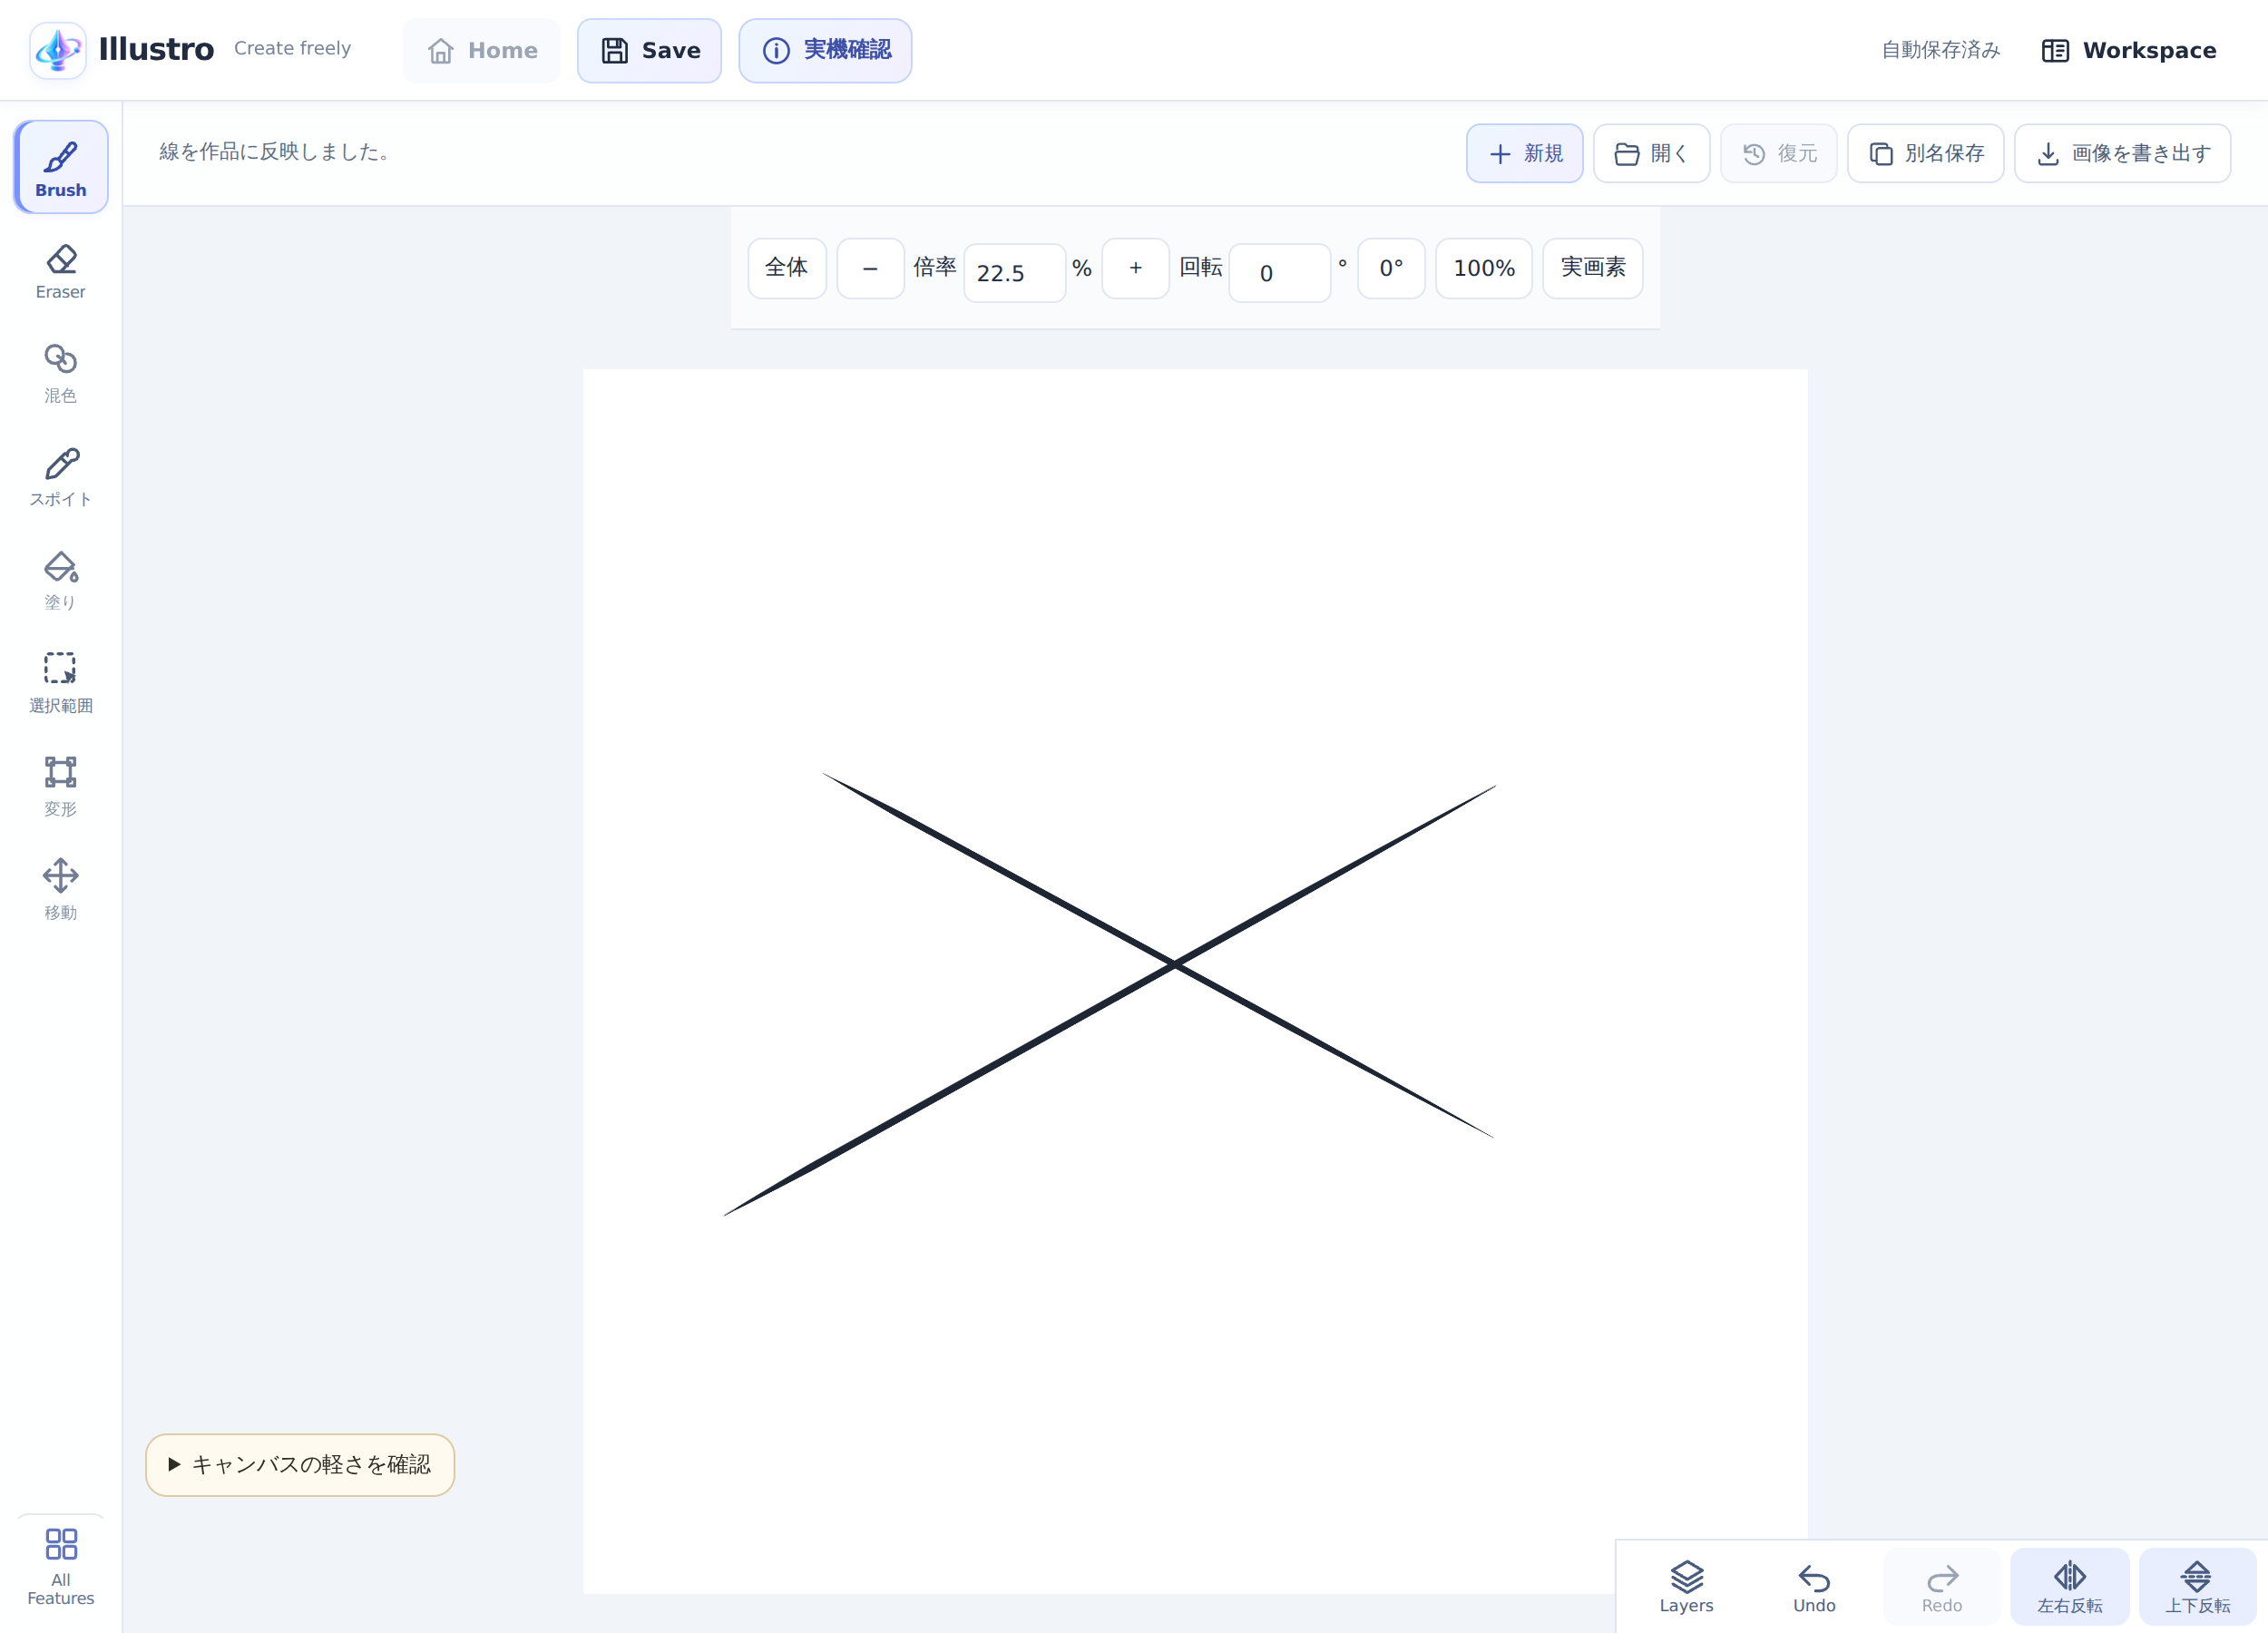 Illustro Create freely Home Save 実機確認 自動保存済み Workspace
線を作品に反映しました。 新規 開く 復元 別名保存 画像を書き出す
全体 − 倍率 22.5 % + 回転 0 ° 0° 100% 実画素
Brush
Eraser
混色
スポイト
塗り
選択範囲
変形
移動
キャンバスの軽さを確認
All
Features
Layers Undo Redo 左右反転 上下反転